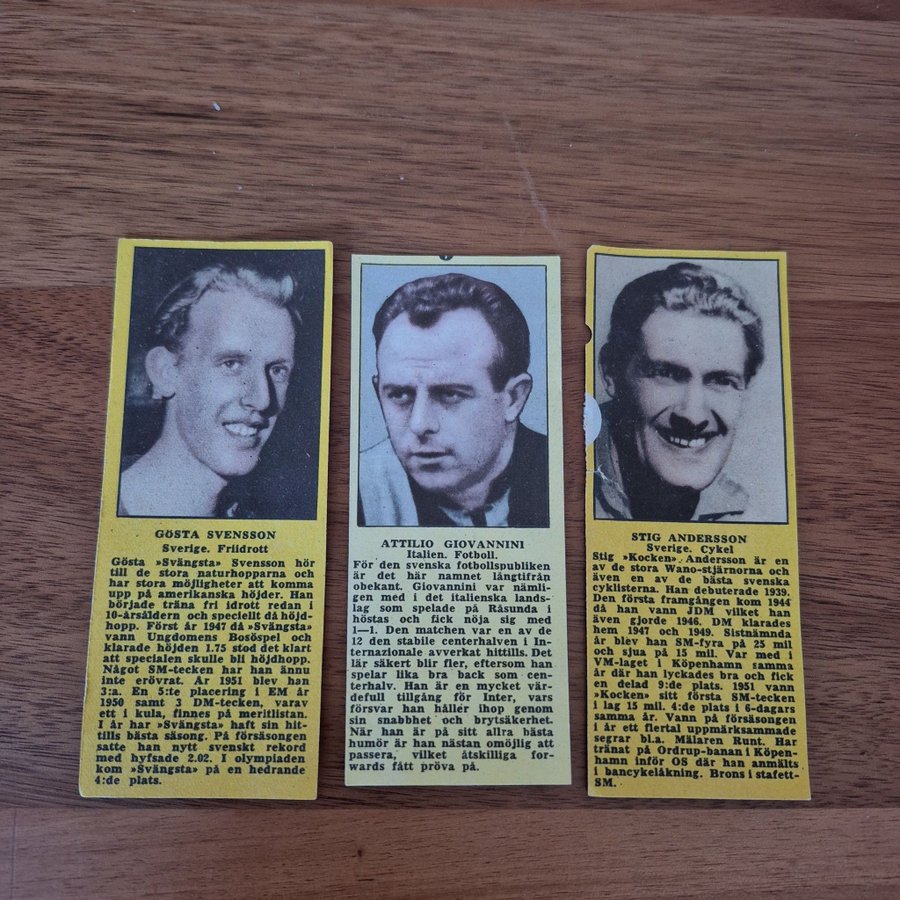 GÖSTA SVENSSON
Sverige. Friidrott
Gösta »Svängsta» Svensson hör
till de stora naturhopparna och
har stora möjligheter att komma
upp på amerikanska höjder. Han
började träna fri idrott redan i
10-årsåldern och speciellt då höjd-
hopp. Först år 1947 då »Svängsta»
vann Ungdomens Bosöspel och
klarade höjden 1.75 stod det klart
att specialen skulle bli höjdhopp.
Något SM-tecken har han ännu
inte erövrat. År 1951 blev han
3:a. En 5:te placering i EM år
1950 samt 3 DM-tecken, varav
ett i kula, finnes på meritlistan.
I år har »Svängsta» haft sin hit-
tills bästa säsong. På försäsongen
satte han nytt svenskt rekord
med hyfsade 2.02. I olympiaden
kom »Svängsta» på en hedrande
4:de plats.
ATTILIO GIOVANNINI
Italien. Fotboll.
För den svenska fotbollspubliken
är det här namnet långtifrån
obekant. Giovannini var nämli-
gen med i det italienska lands-
lag som spelade på Råsunda i
höstas och fick nöja sig med
1—1. Den matchen var en av de
12 den stabile centerhalven i In-
ternazionale avverkat hittills. Det
lär säkert blir fler, eftersom han
spelar lika bra back som cen-
terhalv. Han är en mycket vär-
defull tillgång för Inter, vars
försvar han håller ihop genom
sin snabbhet och brytsäkerhet.
När han är på sitt allra bästa
humör är han nästan omöjlig att
passera, vilket åtskilliga for-
wards fått pröva på.
STIG ANDERSSON
Sverige. Cykel
Stig »Kocken» Andersson är en
av de stora Wano-stjärnorna och
även en av de bästa svenska
cyklisterna. Han debuterade 1939.
Den första framgången kom 1944
då han vann JDM vilket han
även gjorde 1946. DM klarades
hem 1947 och 1949. Sistnämnda
år blev han SM-fyra på 25 mil
och sjua på 15 mil. Var med i
VM-laget i Köpenhamn samma
år där han lyckades bra och fick
en delad 9:de plats. 1951 vann
»Kocken» sitt första SM-tecken
i lag 15 mil. 4:de plats i 6-dagars
samma år. Vann på försäsongen
i år ett flertal uppmärksammade
segrar bl.a. Mälaren Runt. Har
tränat på Ordrup-banan i Köpen-
hamn inför OS där han anmälts
i bancykelåkning. Brons i stafett-
SM.